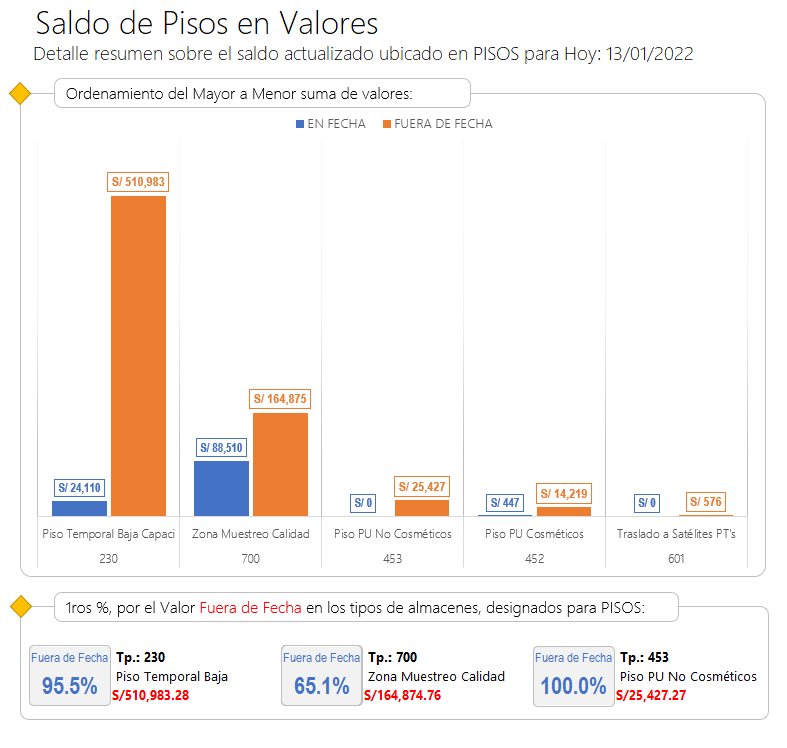 Saldo de Pisos en Valores
Detalle resumen sobre el saldo actualizado ubicado en PISOS para Hoy: 13/01/2022
Ordenamiento del Mayor a Menor suma de valores:
EN FECHA FUERA DE FECHA
S/ 510,983
S/ 164,875
S/ 88,510
S/ 24,110
S/ 0
S/ 25,427
S/ 447
S/ 14,219
S/ 0
S/ 576
Piso Temporal Baja Capaci Zona Muestreo Calidad Piso PU No Cosméticos Piso PU Cosméticos Traslado a Satélites PT's
230 700 453 452 601
1ros %, por el Valor Fuera de Fecha en los tipos de almacenes, designados para PISOS:
Fuera de Fecha
95.5%
Tp.: 230
Piso Temporal Baja
S/510,983.28
Fuera de Fecha
65.1%
Tp.: 700
Zona Muestreo Calidad
S/164,874.76
Fuera de Fecha
100.0%
Tp.: 453
Piso PU No Cosméticos
S/25,427.27